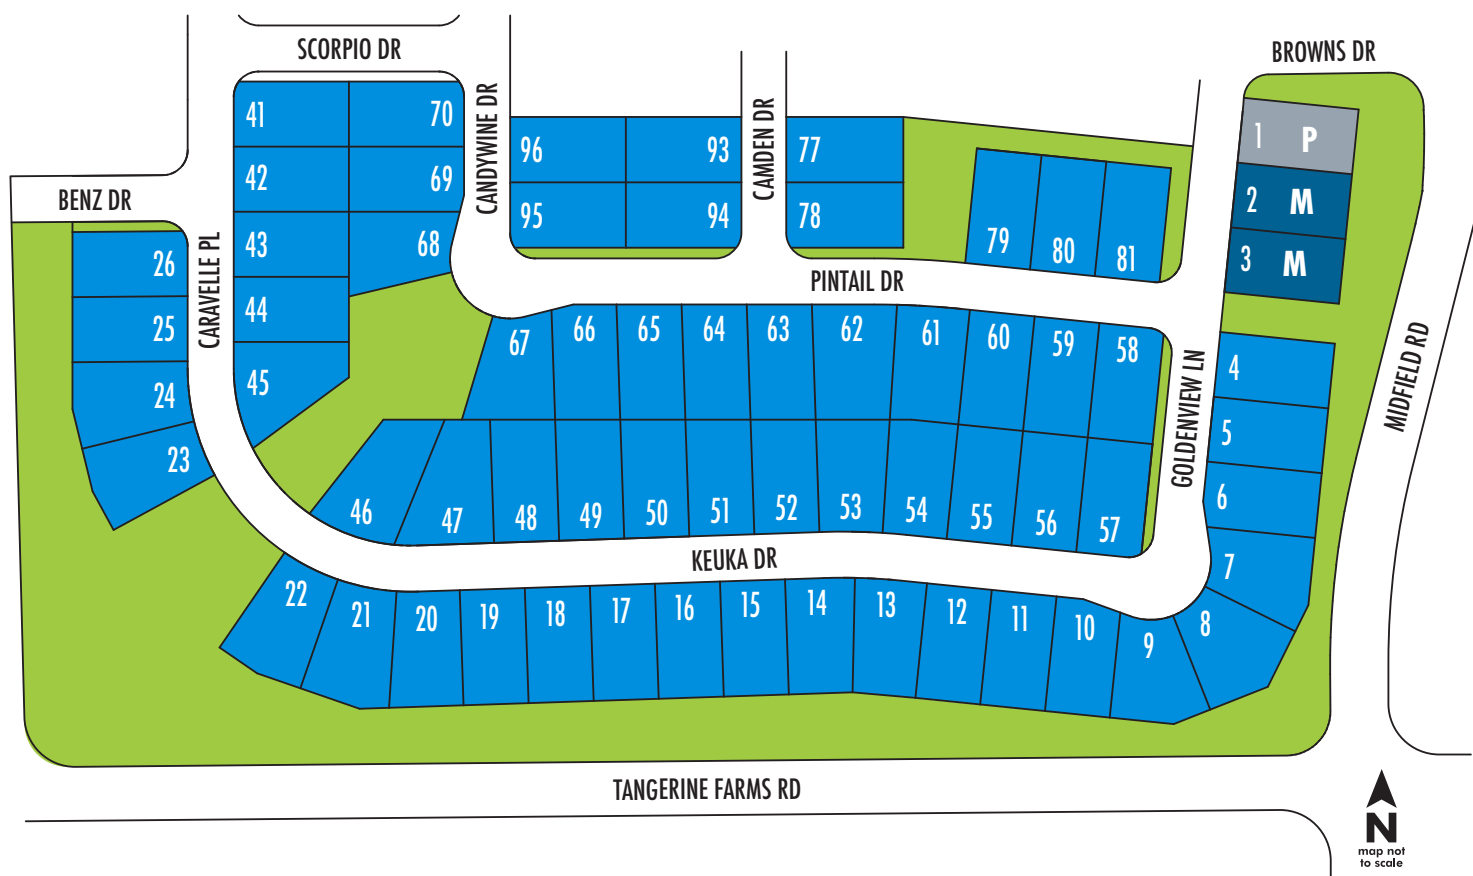 SCORPIO DR
BROWNS DR
CANDYWINE DR
CAMDEN DR
BENZ DR
CARAVELLE PL
PINTAIL DR
GOLDENVIEW LN
MIDFIELD RD
KEUKA DR
TANGERINE FARMS RD
41 70
42 69
43 68
44
45
96 93
95 94
77
78
79 80 81
1 P
2 M
3 M
4
5
6
7
8
26
25
24
23
67 66 65 64 63 62 61 60 59 58
46 47 48 49 50 51 52 53 54 55 56 57
22 21 20 19 18 17 16 15 14 13 12 11 10 9
N
map not
to scale